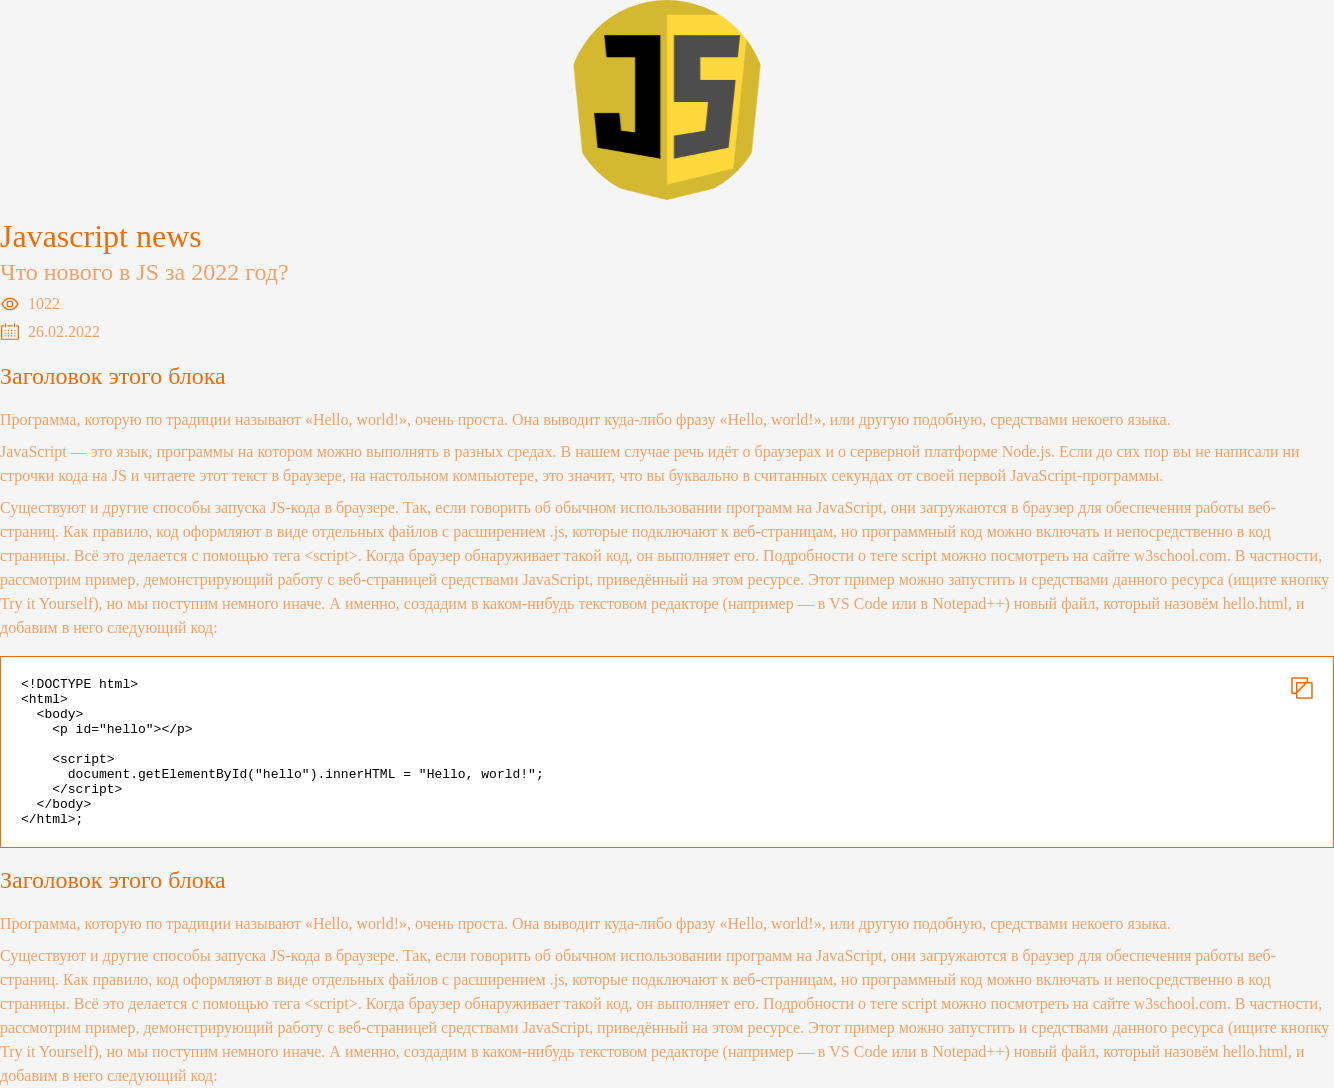 JS
Javascript news
Что нового в JS за 2022 год?
1022
26.02.2022
Заголовок этого блока
Программа, которую по традиции называют «Hello, world!», очень проста. Она выводит куда-либо фразу «Hello, world!», или другую подобную, средствами некоего языка.
JavaScript — это язык, программы на котором можно выполнять в разных средах. В нашем случае речь идёт о браузерах и о серверной платформе Node.js. Если до сих пор вы не написали ни
строчки кода на JS и читаете этот текст в браузере, на настольном компьютере, это значит, что вы буквально в считанных секундах от своей первой JavaScript-программы.
Существуют и другие способы запуска JS-кода в браузере. Так, если говорить об обычном использовании программ на JavaScript, они загружаются в браузер для обеспечения работы веб-
страниц. Как правило, код оформляют в виде отдельных файлов с расширением .js, которые подключают к веб-страницам, но программный код можно включать и непосредственно в код
страницы. Всё это делается с помощью тега <script>. Когда браузер обнаруживает такой код, он выполняет его. Подробности о теге script можно посмотреть на сайте w3school.com. В частности,
рассмотрим пример, демонстрирующий работу с веб-страницей средствами JavaScript, приведённый на этом ресурсе. Этот пример можно запустить и средствами данного ресурса (ищите кнопку
Try it Yourself), но мы поступим немного иначе. А именно, создадим в каком-нибудь текстовом редакторе (например — в VS Code или в Notepad++) новый файл, который назовём hello.html, и
добавим в него следующий код:
<!DOCTYPE html>
<html>
  <body>
    <p id="hello"></p>
    <script>
      document.getElementById("hello").innerHTML = "Hello, world!";
    </script>
  </body>
</html>;
Заголовок этого блока
Программа, которую по традиции называют «Hello, world!», очень проста. Она выводит куда-либо фразу «Hello, world!», или другую подобную, средствами некоего языка.
Существуют и другие способы запуска JS-кода в браузере. Так, если говорить об обычном использовании программ на JavaScript, они загружаются в браузер для обеспечения работы веб-
страниц. Как правило, код оформляют в виде отдельных файлов с расширением .js, которые подключают к веб-страницам, но программный код можно включать и непосредственно в код
страницы. Всё это делается с помощью тега <script>. Когда браузер обнаруживает такой код, он выполняет его. Подробности о теге script можно посмотреть на сайте w3school.com. В частности,
рассмотрим пример, демонстрирующий работу с веб-страницей средствами JavaScript, приведённый на этом ресурсе. Этот пример можно запустить и средствами данного ресурса (ищите кнопку
Try it Yourself), но мы поступим немного иначе. А именно, создадим в каком-нибудь текстовом редакторе (например — в VS Code или в Notepad++) новый файл, который назовём hello.html, и
добавим в него следующий код: